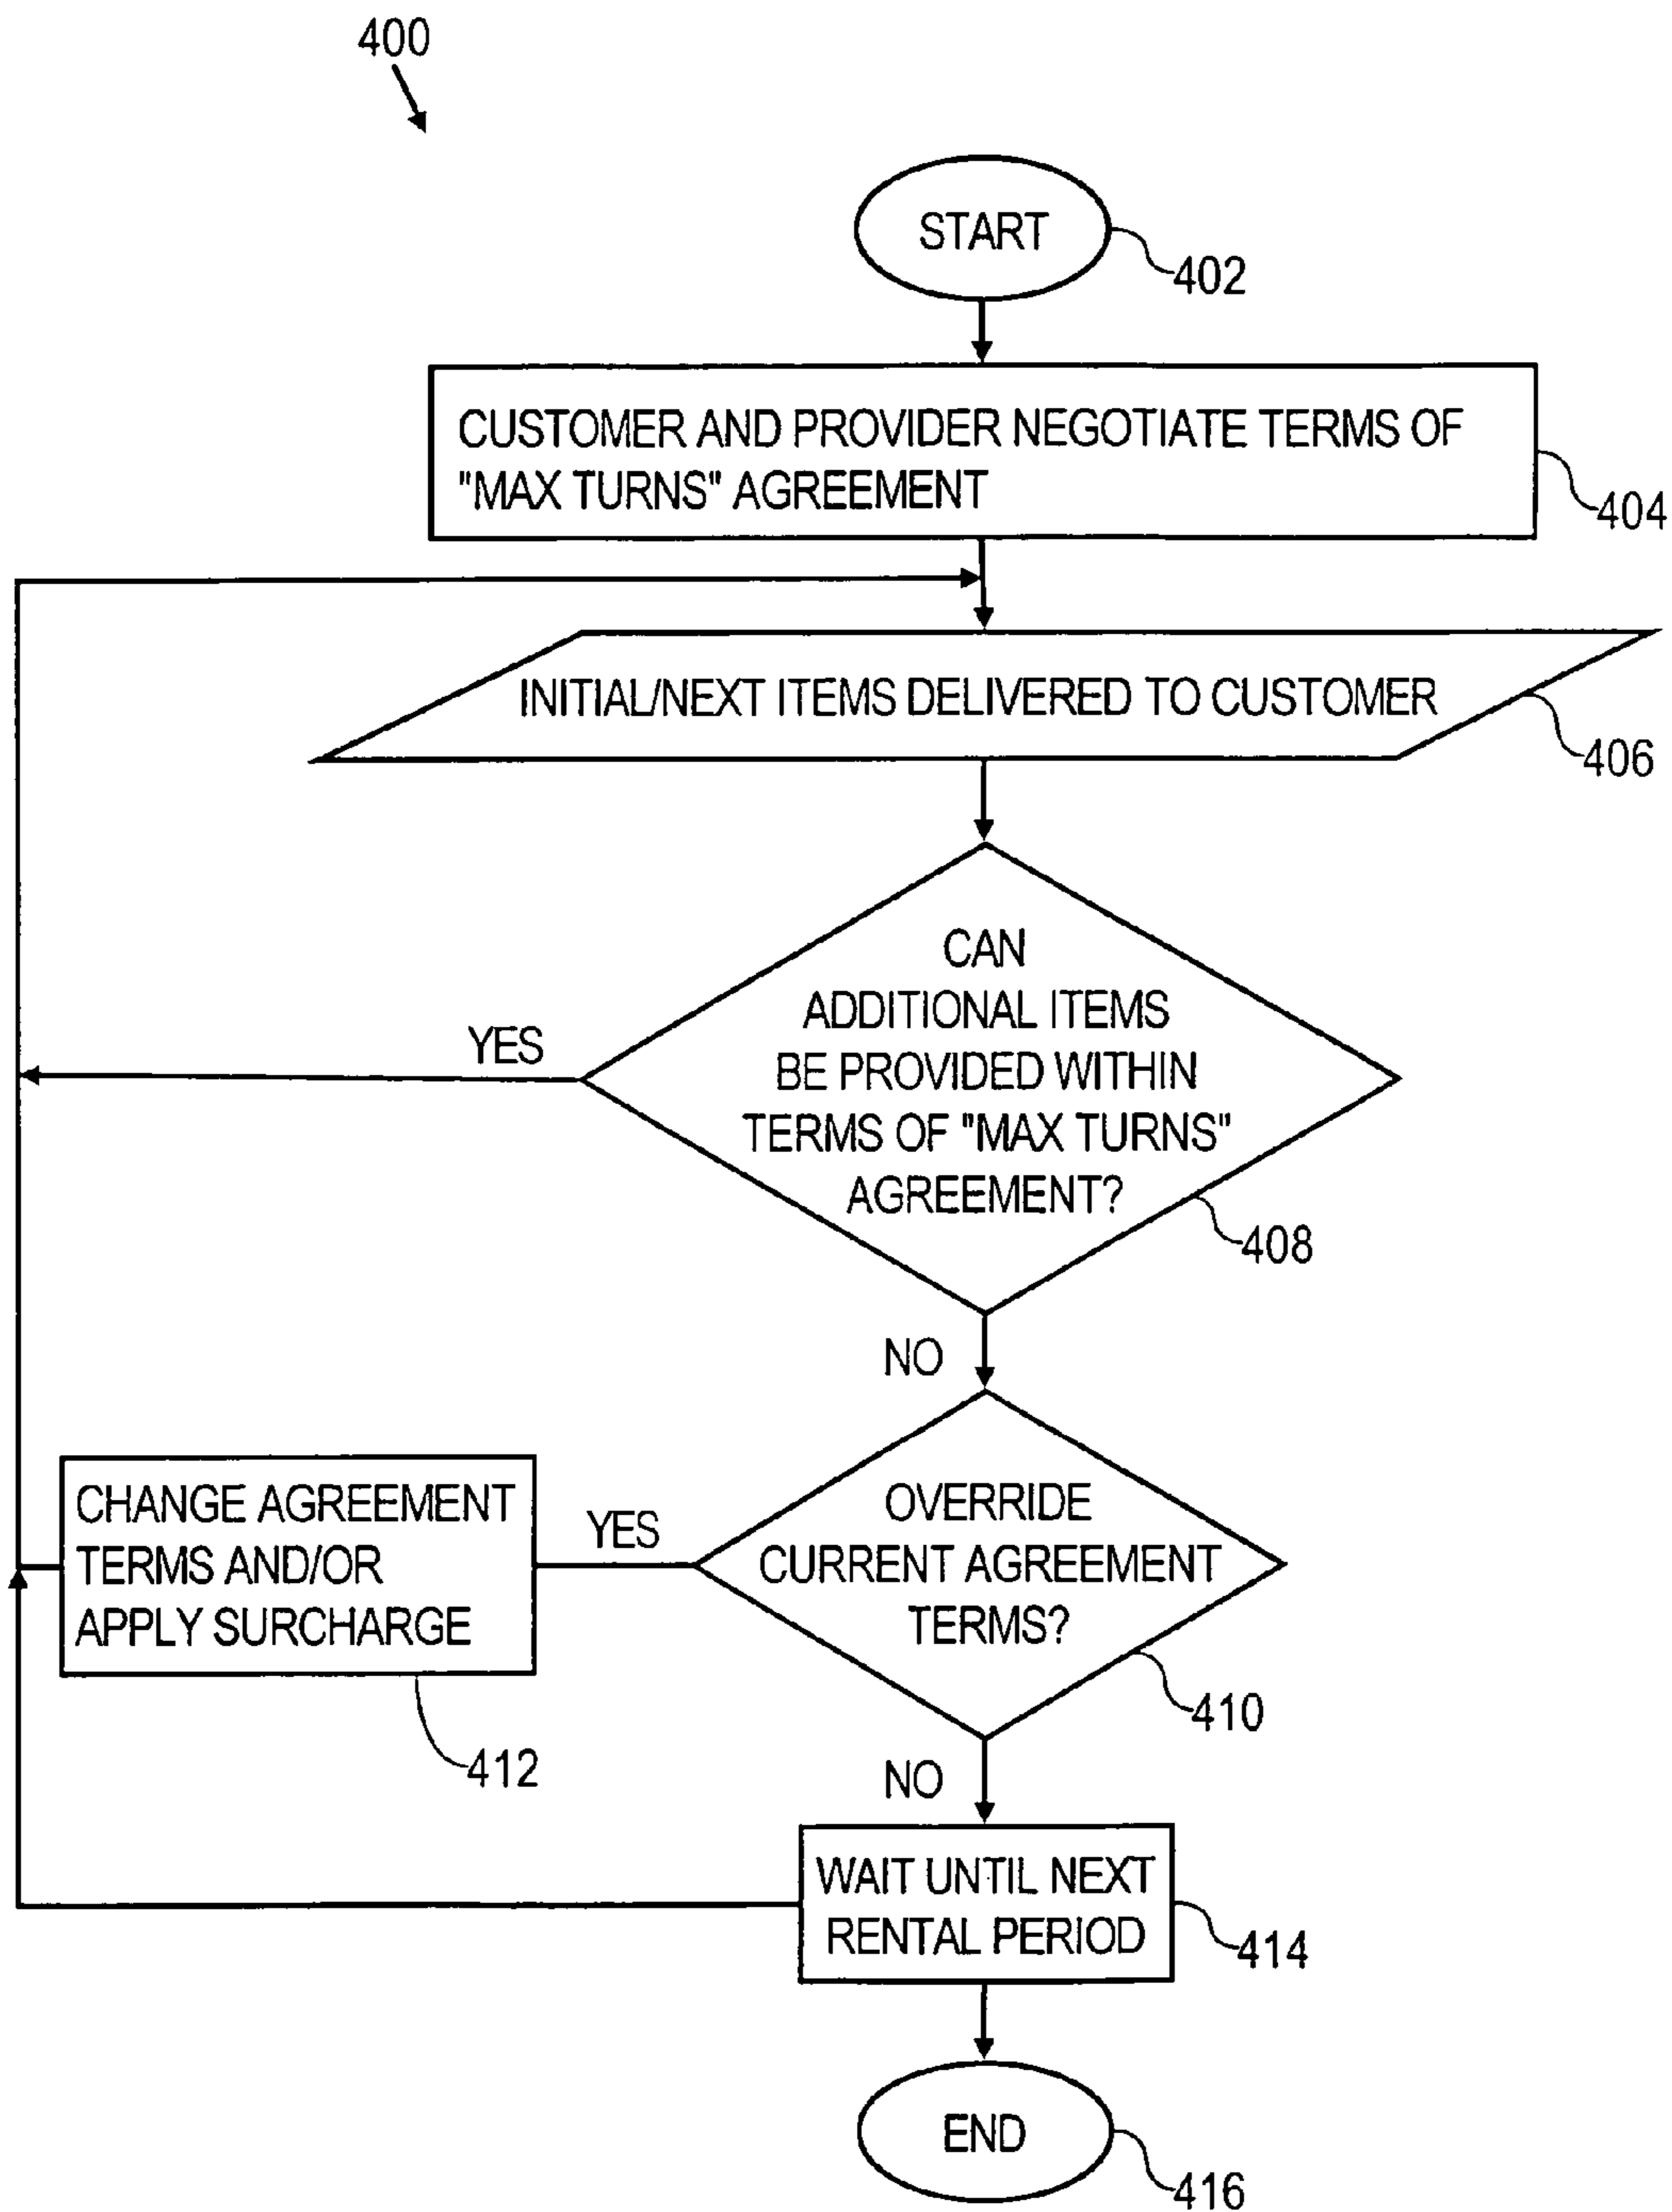 400
START
402
CUSTOMER AND PROVIDER NEGOTIATE TERMS OF
"MAX TURNS" AGREEMENT
404
INITIAL/NEXT ITEMS DELIVERED TO CUSTOMER
406
CAN
ADDITIONAL ITEMS
BE PROVIDED WITHIN
TERMS OF "MAX TURNS"
AGREEMENT?
YES
408
NO
OVERRIDE
CURRENT AGREEMENT
TERMS?
YES
410
CHANGE AGREEMENT
TERMS AND/OR
APPLY SURCHARGE
412
NO
WAIT UNTIL NEXT
RENTAL PERIOD
414
END
416